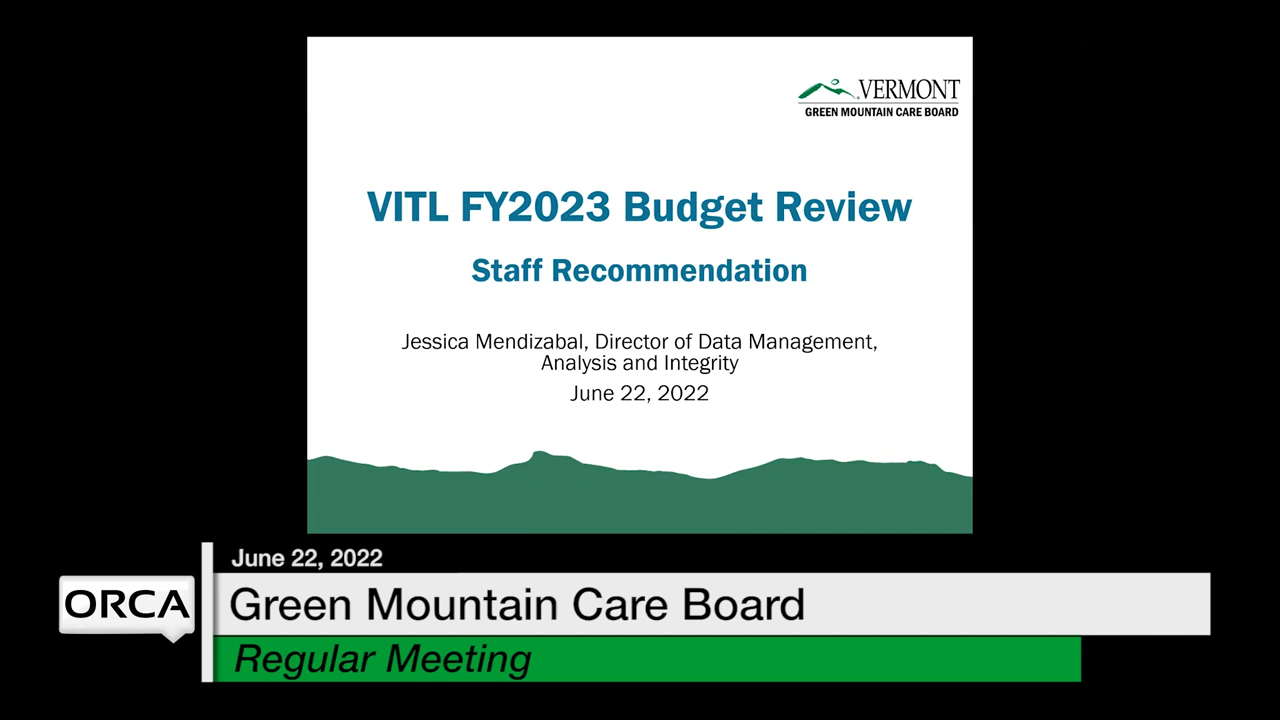 VERMONT
GREEN MOUNTAIN CARE BOARD
VITL FY2023 Budget Review
Staff Recommendation
Jessica Mendizabal, Director of Data Management,
Analysis and Integrity
June 22, 2022
June 22, 2022
ORCA
Green Mountain Care Board
Regular Meeting